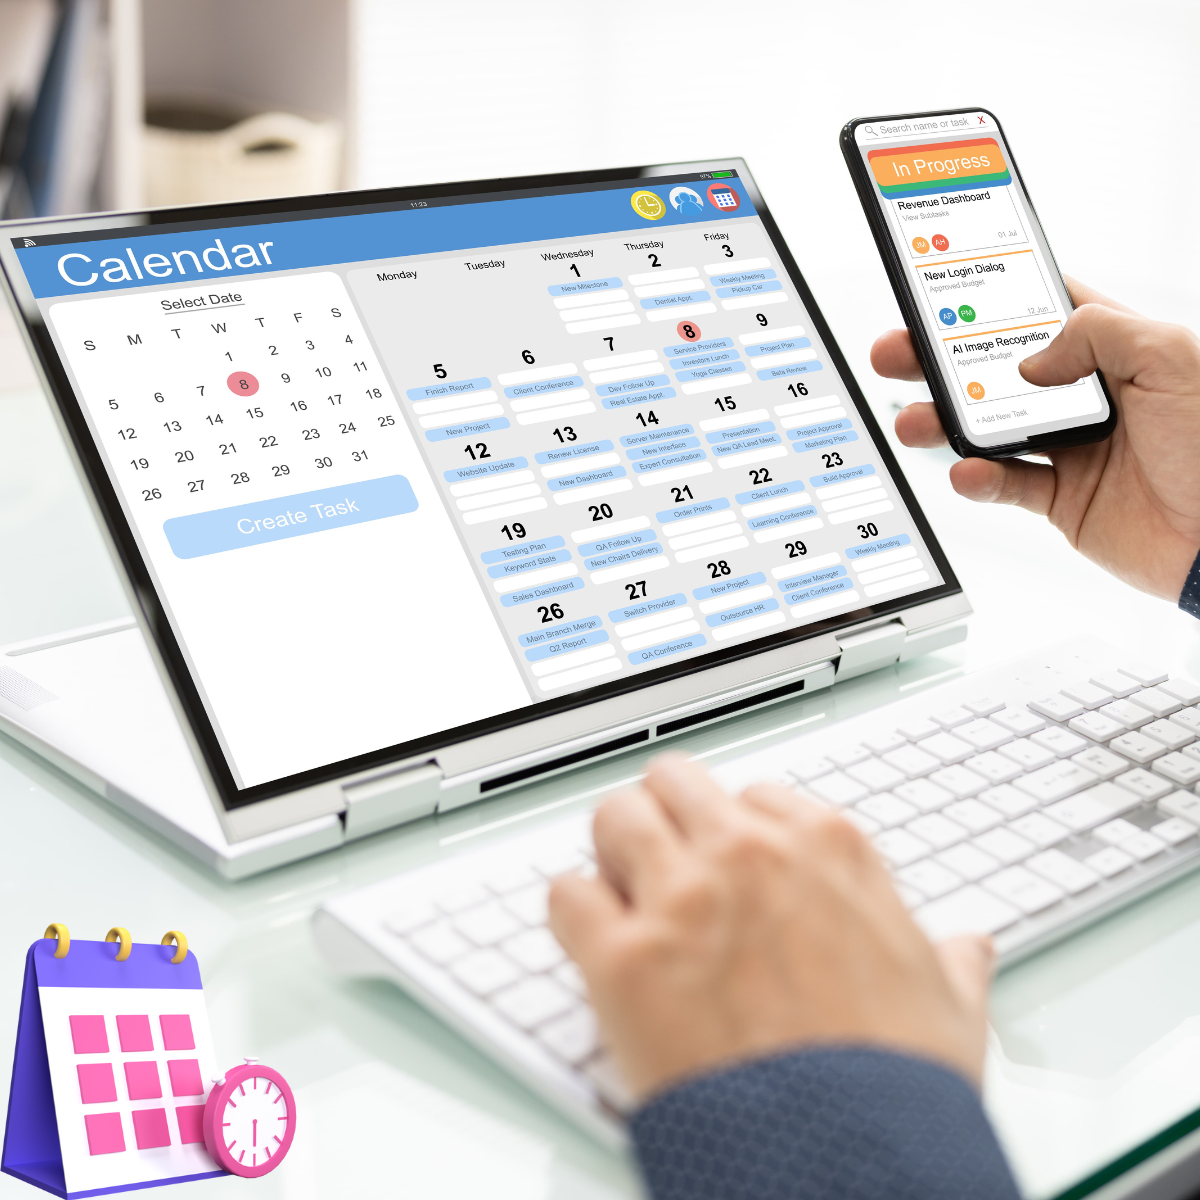 11:23
97%
Calendar
Select Date
S M T W T F S
1 2 3 4
5 6 7 8 9 10 11
12 13 14 15 16 17 18
19 20 21 22 23 24 25
26 27 28 29 30 31
Create Task
Monday Tuesday Wednesday Thursday Friday
1 2 3
New Milestone
Dentist Appt.
Weekly Meeting
Pickup Car
5 6 7 8 9
Finish Report
New Project
Client Conference
Dev Follow Up
Real Estate Appt.
Service Providers
Investors Lunch
Yoga Classes
Project Plan
Beta Review
12 13 14 15 16
Website Update
Renew License
New Dashboard
Server Maintenance
New Interface
Expert Consultation
Presentation
New QA Lead Meet.
Project Approval
Marketing Plan
19 20 21 22 23
Testing Plan
Keyword Stats
Sales Dashboard
QA Follow Up
New Chairs Delivery
Order Prints
Client Lunch
Learning Conference
Build Approval
26 27 28 29 30
Main Branch Merge
Q2 Report
Switch Provider
QA Conference
New Project
Outsource HR
Interview Manager
Client Conference
Weekly Meeting
Search name or task X
In Progress
Revenue Dashboard
View Subtasks
JM AH 01 Jul
New Login Dialog
Approved Budget
AP PM 12 Jun
AI Image Recognition
Approved Budget
JM
+ Add New Task